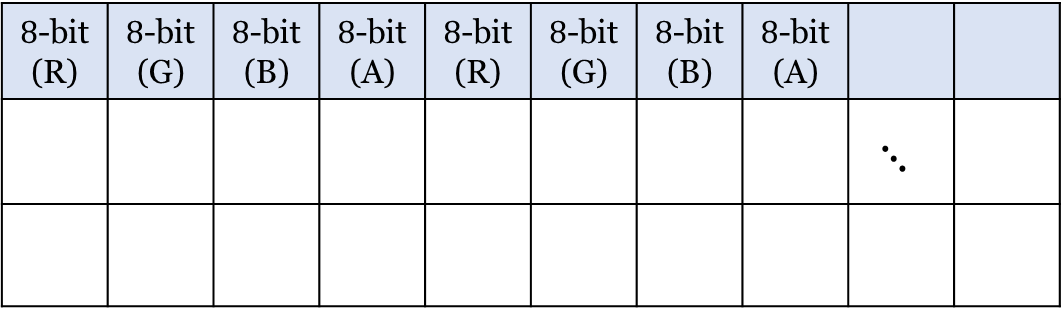 8-bit 8-bit 8-bit 8-bit 8-bit 8-bit 8-bit 8-bit
(R) (G) (B) (A) (R) (G) (B) (A)
⋱